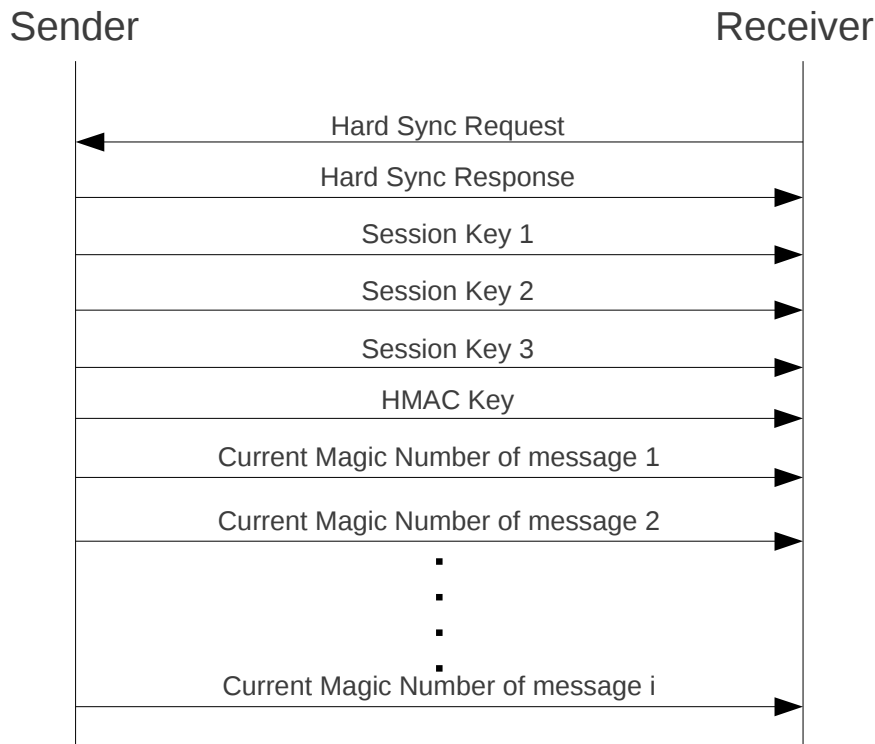 Sender
Receiver
Hard Sync Request
Hard Sync Response
Session Key 1
Session Key 2
Session Key 3
HMAC Key
Current Magic Number of message 1
Current Magic Number of message 2
Current Magic Number of message i